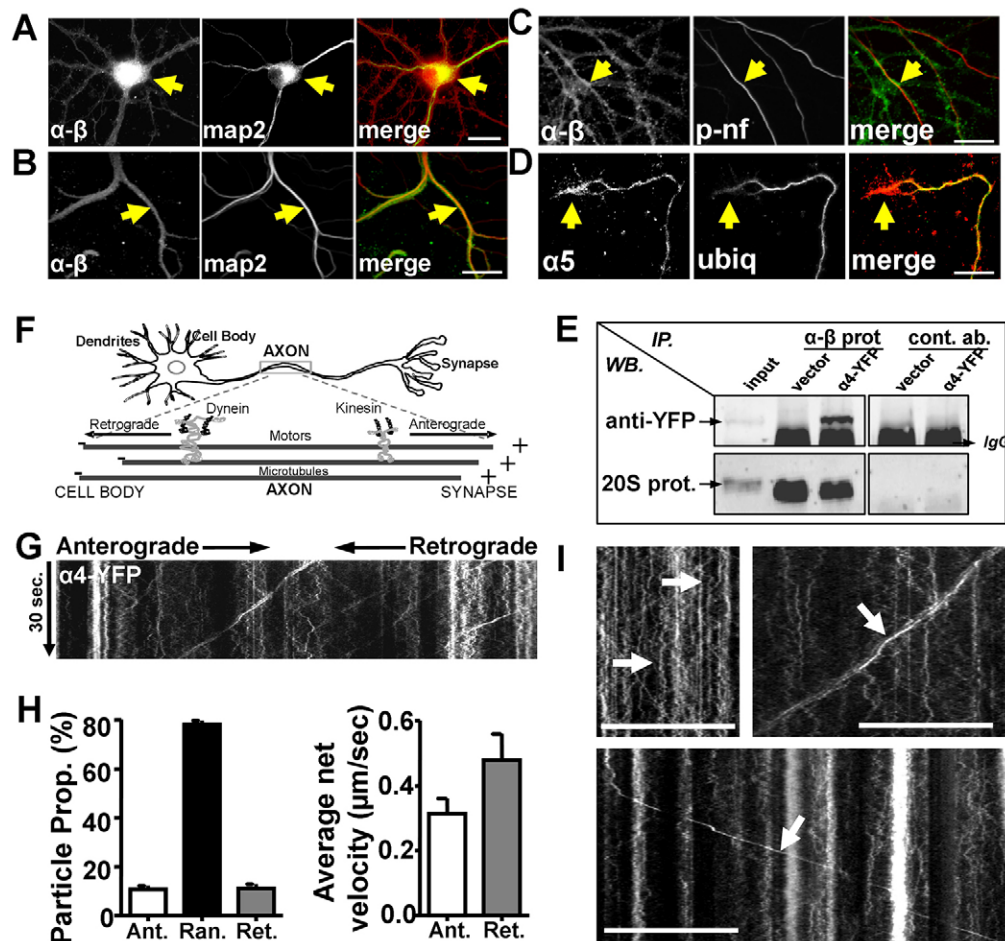 A
α-β
map2
merge
B
α-β
map2
merge
C
α-β
p-nf
merge
D
α5
ubiq
merge
E
IP.
WB.
α-β prot
cont. ab.
input
vector
α4-YFP
vector
α4-YFP
anti-YFP
IgG
20S prot.
F
Dendrites
Cell Body
AXON
Synapse
Dynein
Kinesin
Retrograde
Motors
Anterograde
-
+
-
+
Microtubules
-
+
CELL BODY
AXON
SYNAPSE
G
Anterograde
Retrograde
α4-YFP
30 sec.
H
Particle Prop. (%)
80
60
40
20
0
Ant.
Ran.
Ret.
Average net
velocity (µm/sec)
0.6
0.4
0.2
0.0
Ant.
Ret.
I